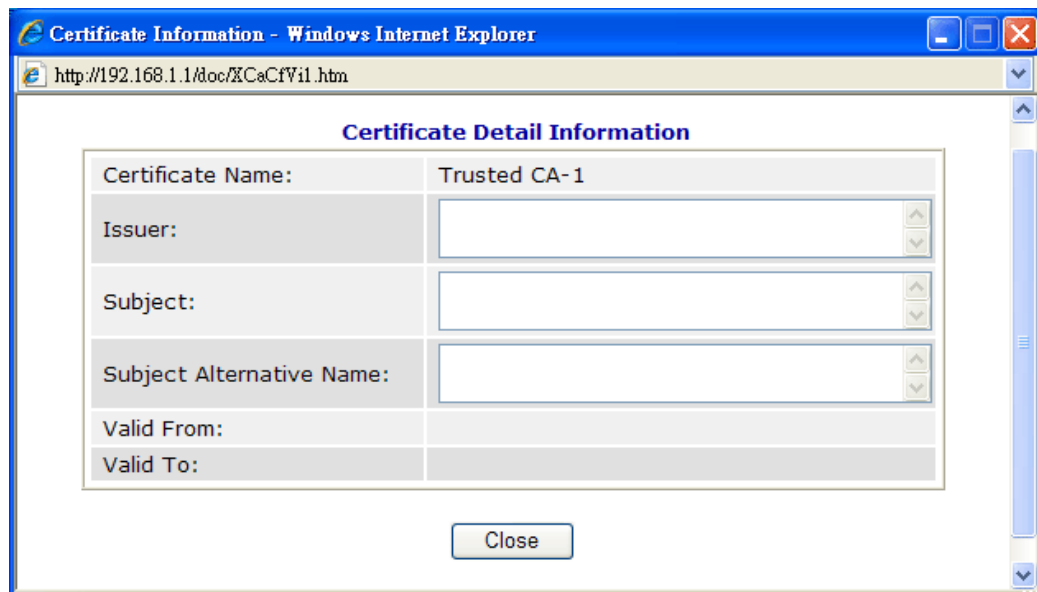 Certificate Information - Windows Internet Explorer
http://192.168.1.1/doc/XCaCfVi1.htm
Certificate Detail Information
Certificate Name: Trusted CA-1
Issuer:
Subject:
Subject Alternative Name:
Valid From:
Valid To:
Close